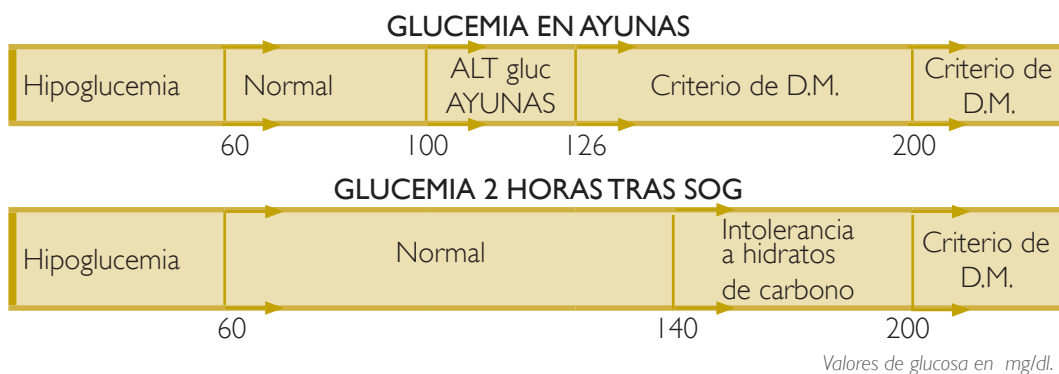 GLUCEMIA EN AYUNAS
Hipoglucemia
Normal
ALT gluc
AYUNAS
Criterio de D.M.
Criterio de
D.M.
60
100
126
200
GLUCEMIA 2 HORAS TRAS SOG
Hipoglucemia
Normal
Intolerancia
a hidratos
de carbono
Criterio de
D.M.
60
140
200
Valores de glucosa en mg/dl.